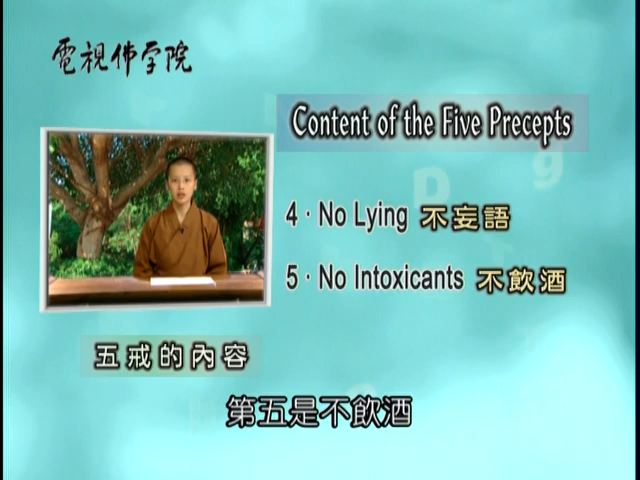 電視佛學院
Content of the Five Precepts
4·No Lying 不妄語
5·No Intoxicants 不飲酒
五戒的內容
第五是不飲酒